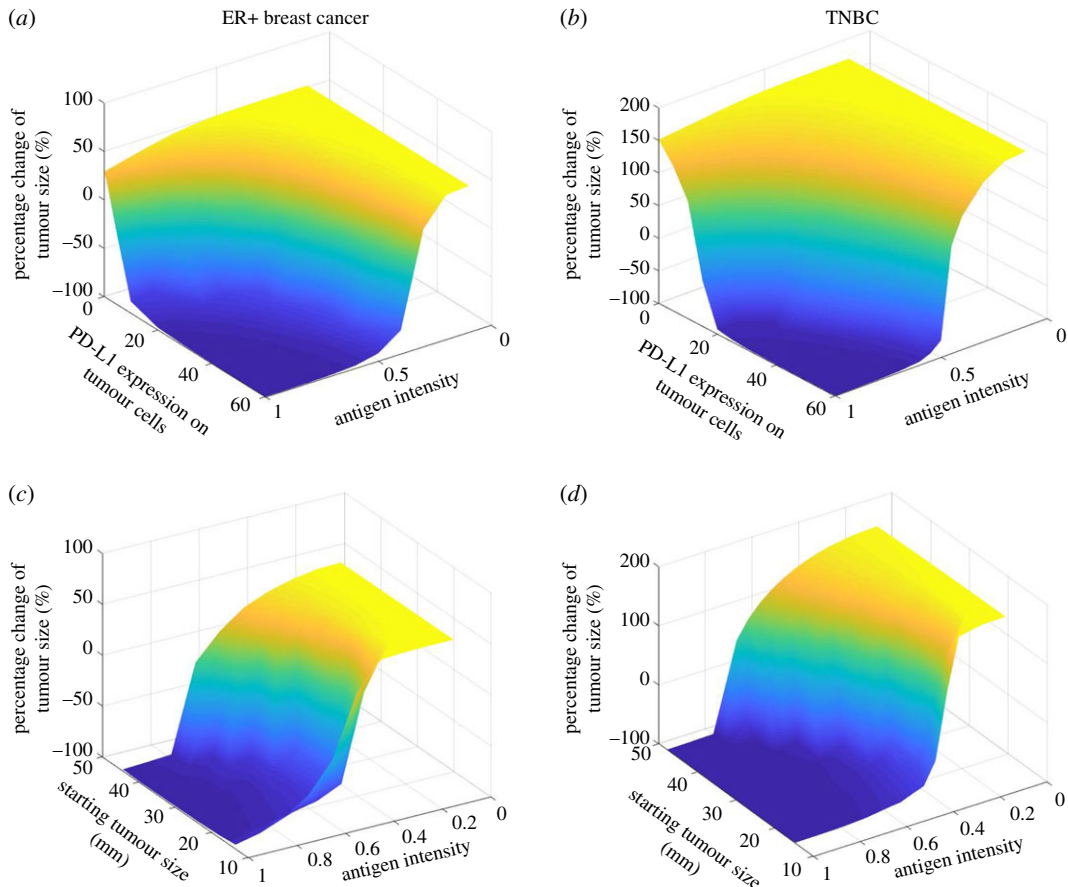 (a)
ER+ breast cancer
percentage change of
tumour size (%)
100
50
0
−50
−100
0
20
40
60
PD-L1 expression on
tumour cells
1
0.5
0
antigen intensity
(b)
TNBC
percentage change of
tumour size (%)
200
150
100
50
0
−50
−100
0
20
40
60
PD-L1 expression on
tumour cells
1
0.5
0
antigen intensity
(c)
percentage change of
tumour size (%)
100
50
0
−50
−100
50
40
30
20
10
starting tumour size
(mm)
1
0.8
0.6
0.4
0.2
0
antigen intensity
(d)
percentage change of
tumour size (%)
200
100
0
−100
50
40
30
20
10
starting tumour size
(mm)
1
0.8
0.6
0.4
0.2
0
antigen intensity